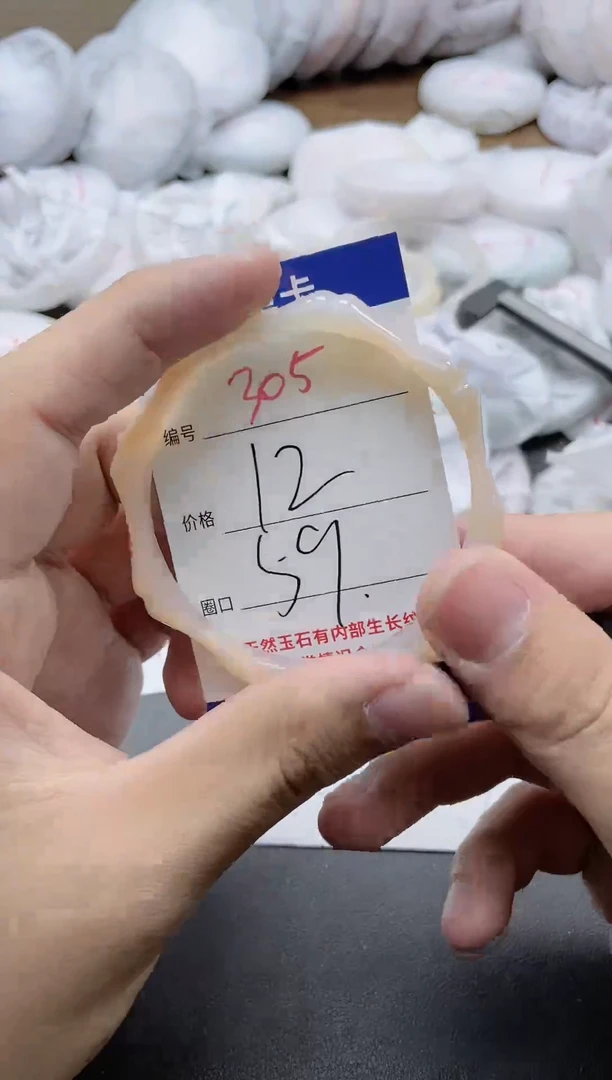 卡
编号 305
价格 12
圈口 59.
天然玉石有内部生长纹